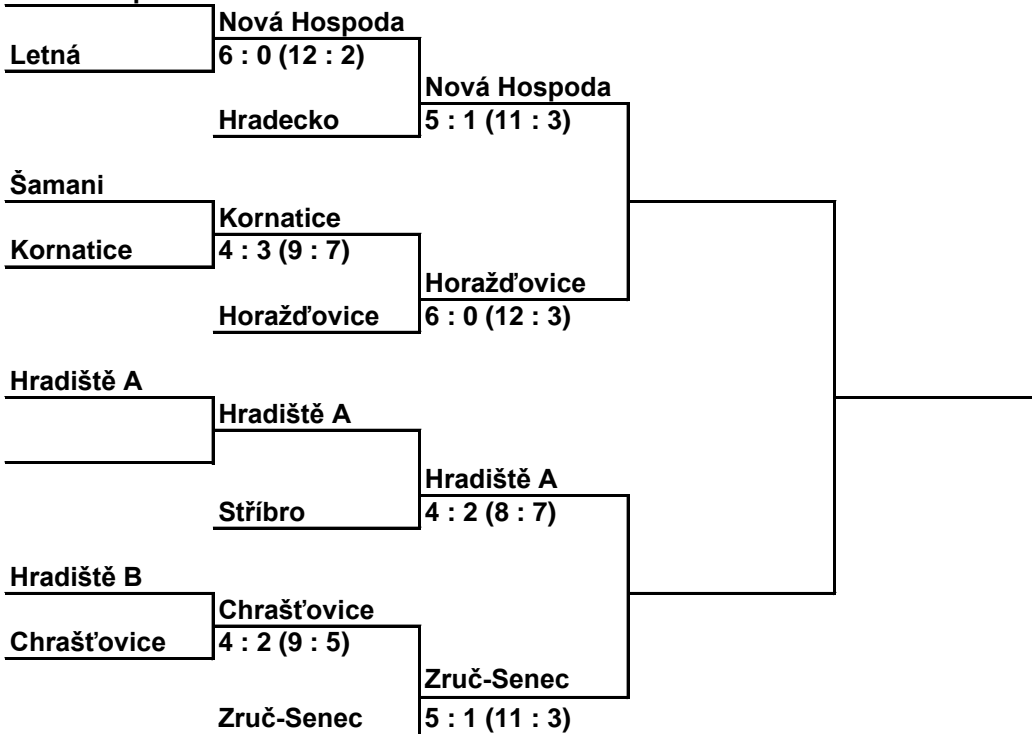 Nová Hospoda
Letná
6 : 0 (12 : 2)
Nová Hospoda
Hradecko
5 : 1 (11 : 3)
Šamani
Kornatice
Kornatice
4 : 3 (9 : 7)
Horažďovice
Horažďovice
6 : 0 (12 : 3)
Hradiště A
Hradiště A
Hradiště A
Stříbro
4 : 2 (8 : 7)
Hradiště B
Chrašťovice
Chrašťovice
4 : 2 (9 : 5)
Zruč-Senec
Zruč-Senec
5 : 1 (11 : 3)